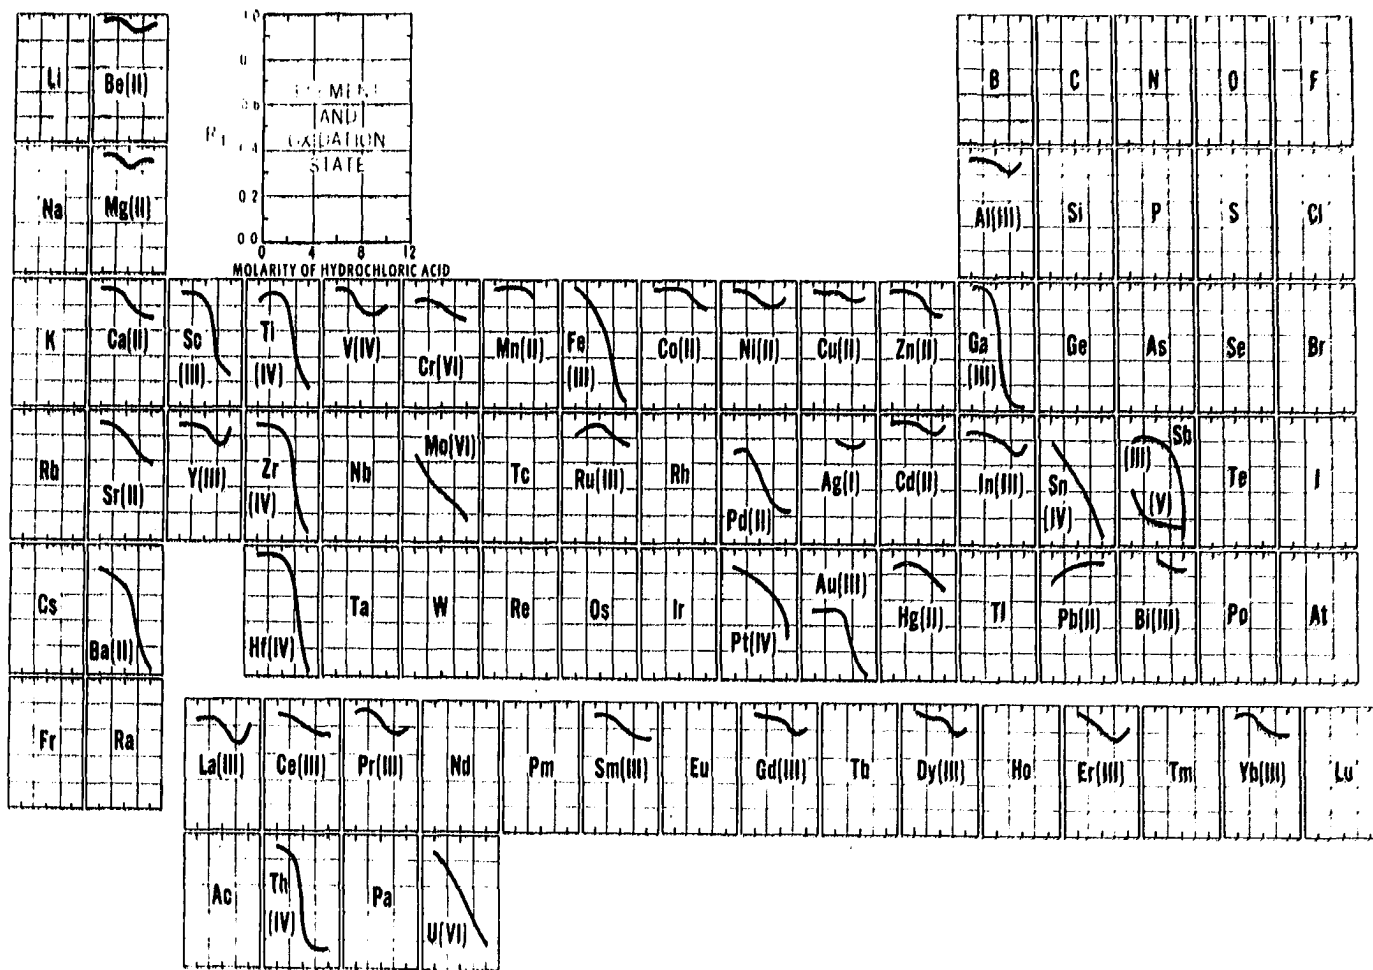 1.0
Li
Be(II)
0.6
ELEMENT
AND
OXIDATION
STATE
0.4
0.2
0.0
0 4 8 12
MOLARITY OF HYDROCHLORIC ACID
B C N O F
Na
Mg(II)
Al(III)
Si P S Cl
K
Ca(II)
Sc
(III)
Ti
(IV)
V(IV)
Cr(VI)
Mn(II)
Fe
(III)
Co(II)
Ni(II)
Cu(II)
Zn(II)
Ga
(III)
Ge As Se Br
Rb
Sr(II)
Y(III)
Zr
(IV)
Nb
Mo(VI)
Tc
Ru(III)
Rh
Pd(II)
Ag(I)
Cd(II)
In(III)
Sn
(IV)
Sb
(III)
(V)
Te
I
Cs
Ba(II)
Hf(IV)
Ta W Re Os Ir
Pt(IV)
Au(III)
Hg(II)
Tl
Pb(II)
Bi(III)
Po
At
Fr
Ra
La(III)
Ce(III)
Pr(III)
Nd
Pm
Sm(III)
Eu
Gd(III)
Tb
Dy(III)
Ho
Er(III)
Tm
Yb(III)
Lu
Ac
Th
(IV)
Pa
U(VI)